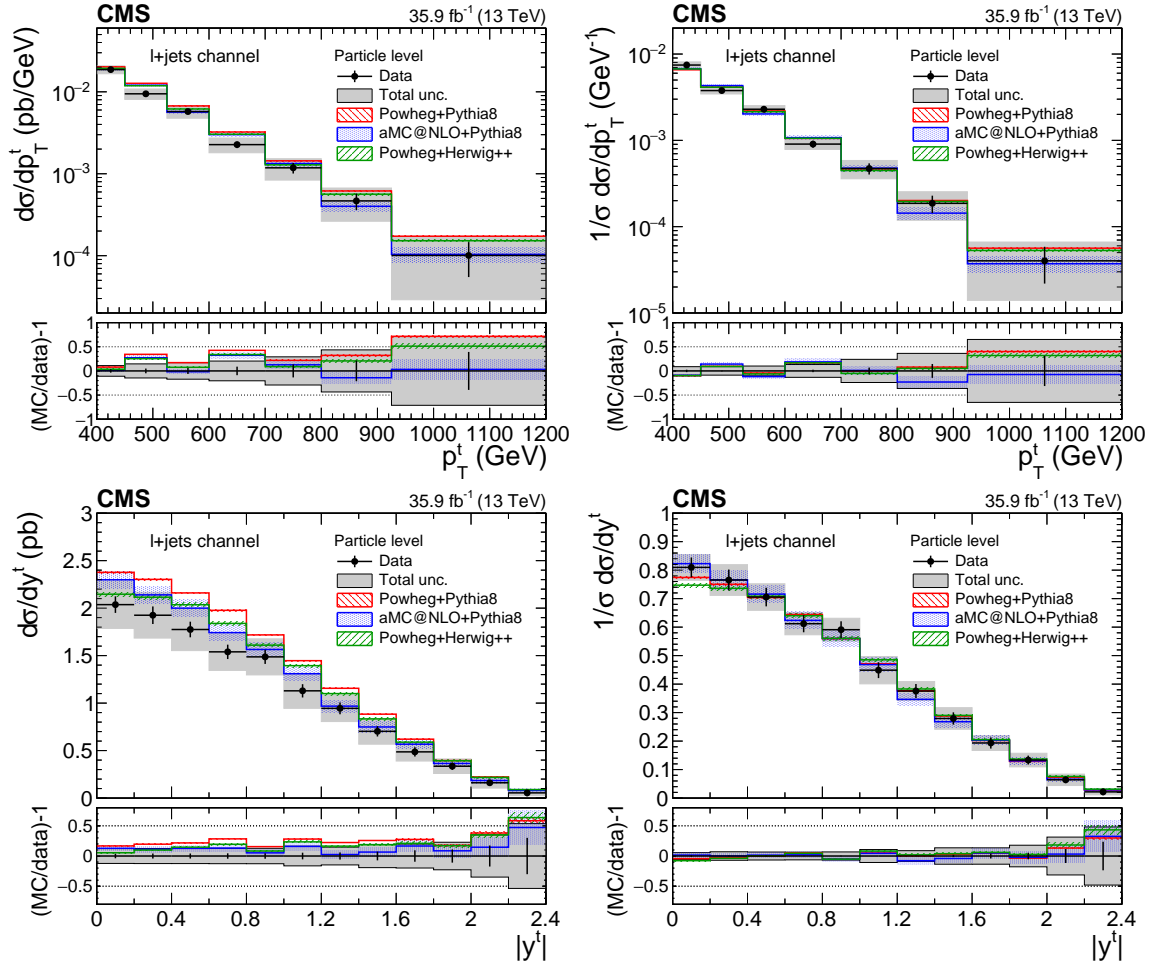 CMS 35.9 fb⁻¹ (13 TeV)
dσ/dp_T^t (pb/GeV)
l+jets channel
Particle level
Data
Total unc.
Powheg+Pythia8
aMC@NLO+Pythia8
Powheg+Herwig++
10⁻²
10⁻³
10⁻⁴
(MC/data)-1
1
0.5
0
−0.5
−1
400 500 600 700 800 900 1000 1100 1200
p_T^t (GeV)
CMS 35.9 fb⁻¹ (13 TeV)
1/σ dσ/dp_T^t (GeV⁻¹)
l+jets channel
Particle level
Data
Total unc.
Powheg+Pythia8
aMC@NLO+Pythia8
Powheg+Herwig++
10⁻²
10⁻³
10⁻⁴
10⁻⁵
(MC/data)-1
1
0.5
0
−0.5
−1
400 500 600 700 800 900 1000 1100 1200
p_T^t (GeV)
CMS 35.9 fb⁻¹ (13 TeV)
dσ/dy^t (pb)
l+jets channel
Particle level
Data
Total unc.
Powheg+Pythia8
aMC@NLO+Pythia8
Powheg+Herwig++
3
2.5
2
1.5
1
0.5
0
(MC/data)-1
0.5
0
−0.5
0 0.4 0.8 1.2 1.6 2 2.4
|y^t|
CMS 35.9 fb⁻¹ (13 TeV)
1/σ dσ/dy^t
l+jets channel
Particle level
Data
Total unc.
Powheg+Pythia8
aMC@NLO+Pythia8
Powheg+Herwig++
1
0.9
0.8
0.7
0.6
0.5
0.4
0.3
0.2
0.1
0
(MC/data)-1
0.5
0
−0.5
0 0.4 0.8 1.2 1.6 2 2.4
|y^t|